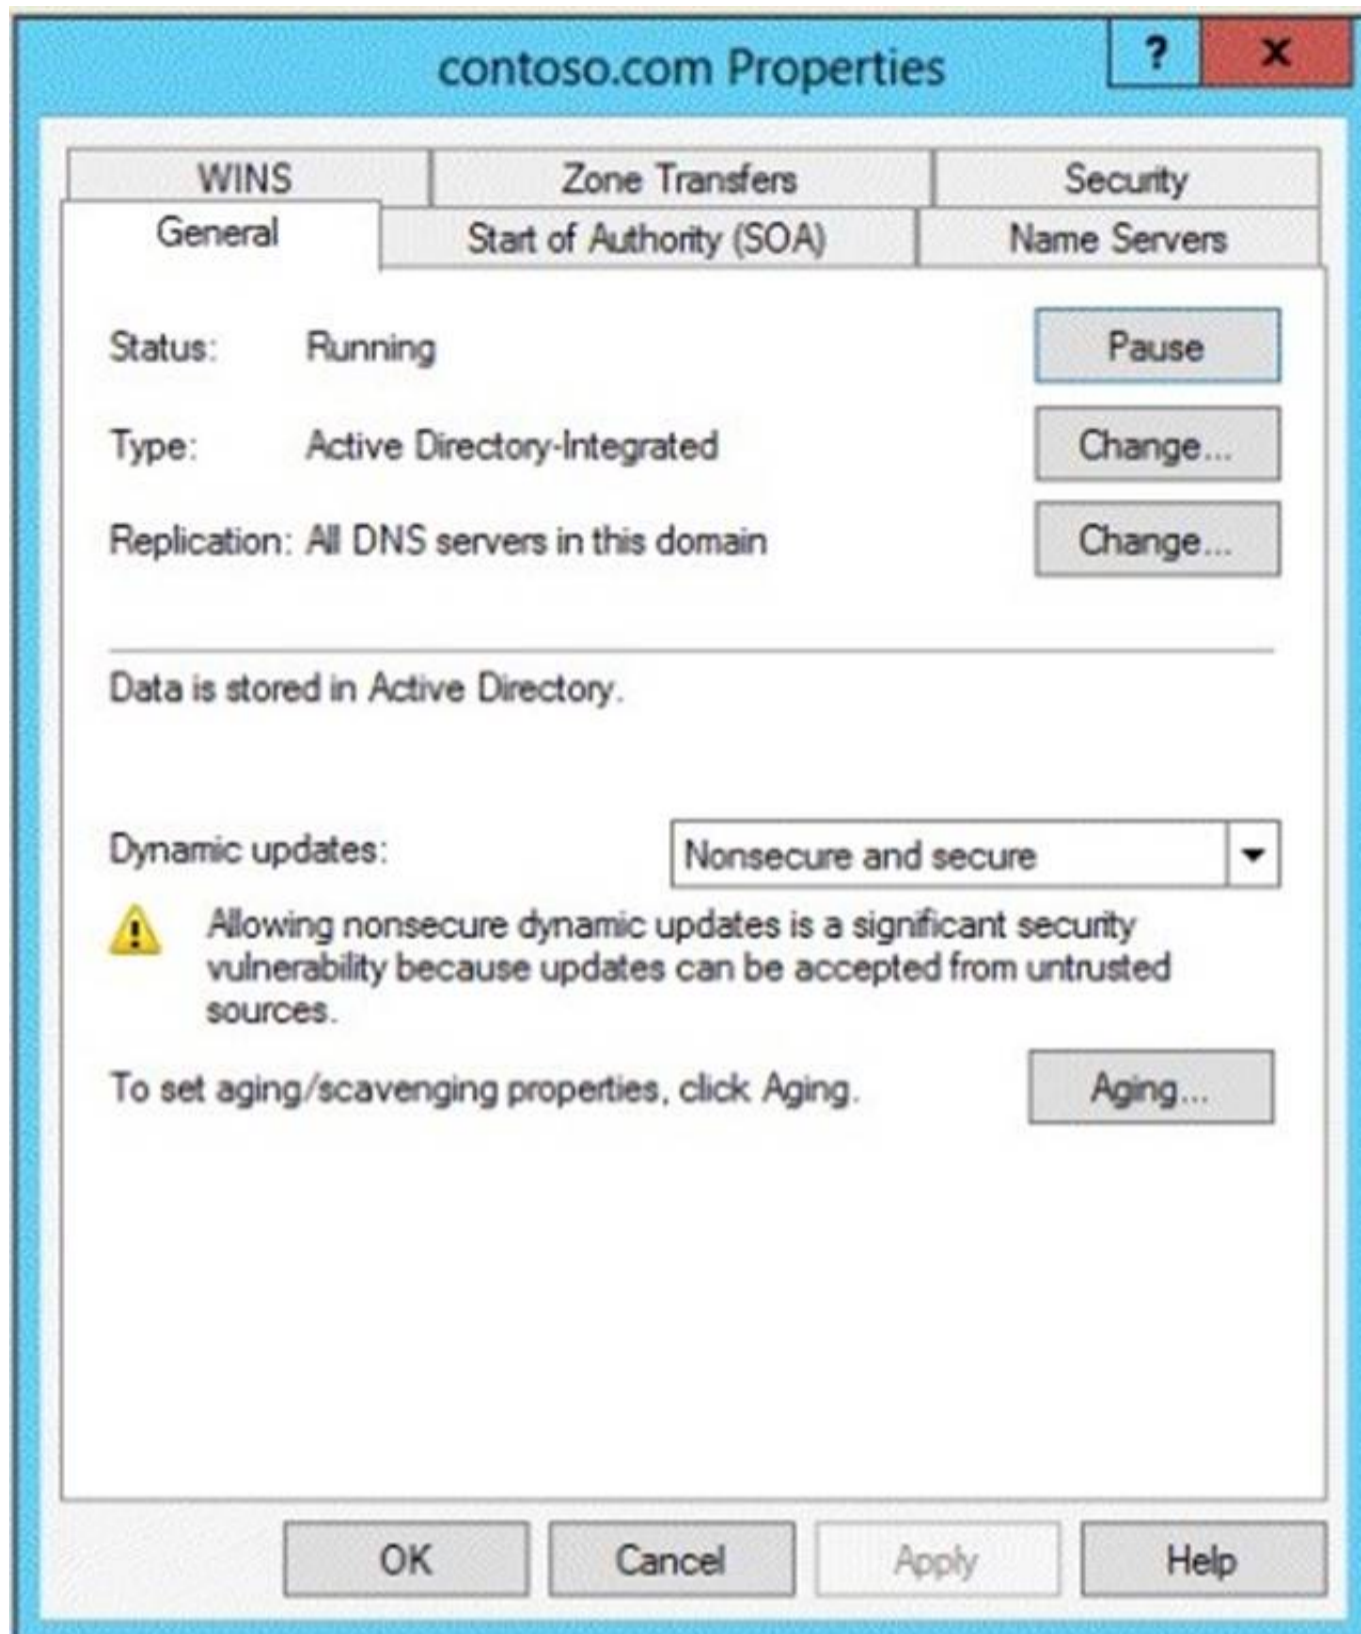 contoso.com Properties
?
X
WINS
Zone Transfers
Security
General
Start of Authority (SOA)
Name Servers
Status:
Running
Pause
Type:
Active Directory-Integrated
Change...
Replication:
All DNS servers in this domain
Change...
Data is stored in Active Directory.
Dynamic updates:
Nonsecure and secure
Allowing nonsecure dynamic updates is a significant security
vulnerability because updates can be accepted from untrusted
sources.
To set aging/scavenging properties, click Aging.
Aging...
OK
Cancel
Apply
Help